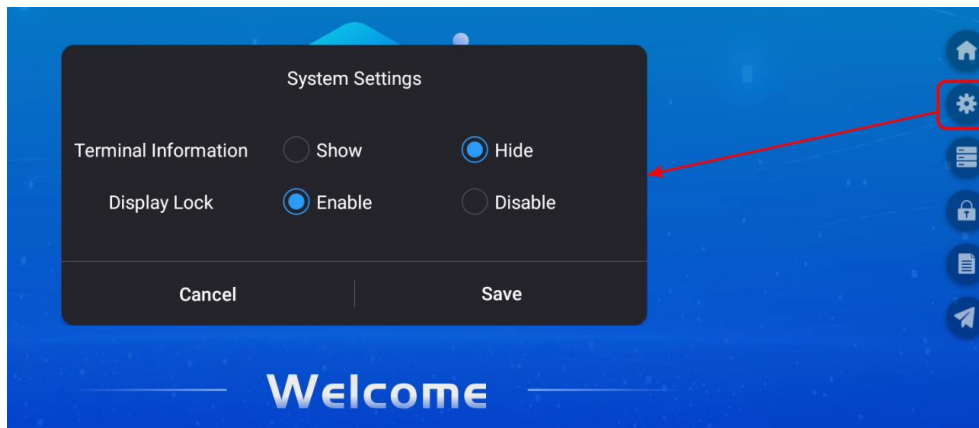 System Settings
Terminal Information Show Hide
Display Lock Enable Disable
Cancel Save
Welcome